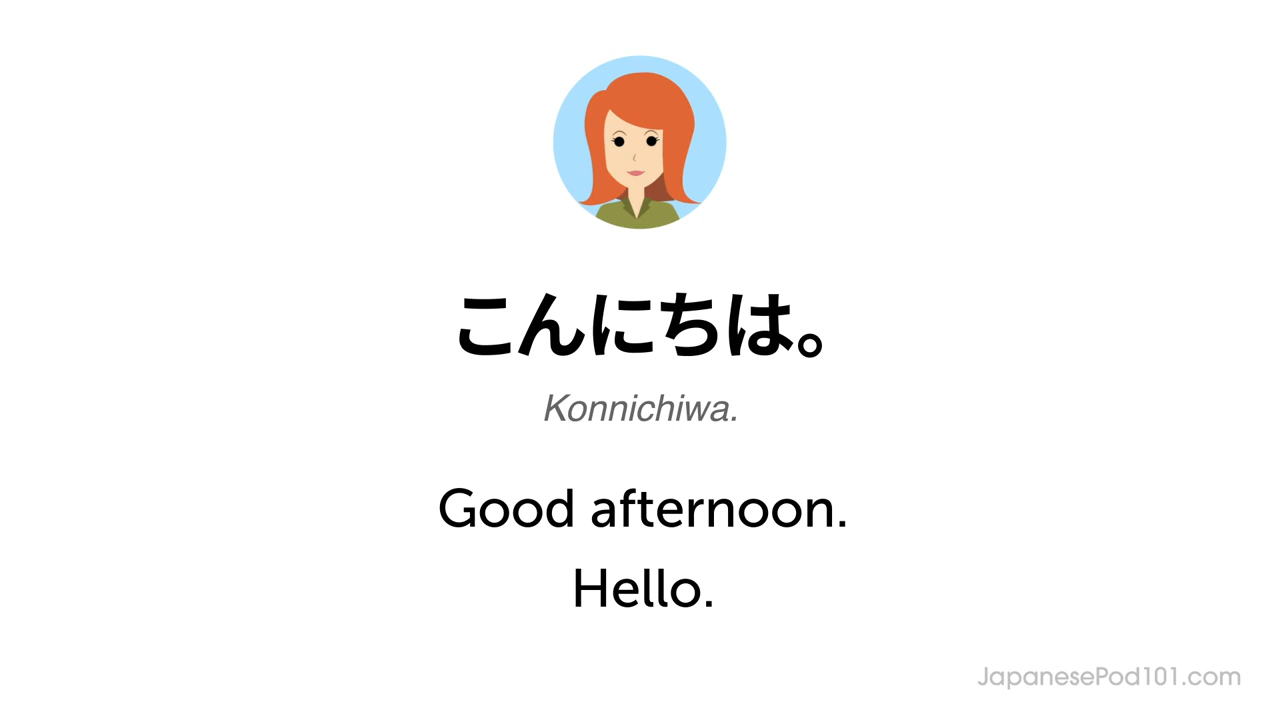 こんにちは。
Konnichiwa.
Good afternoon.
Hello.
JapanesePod101.com